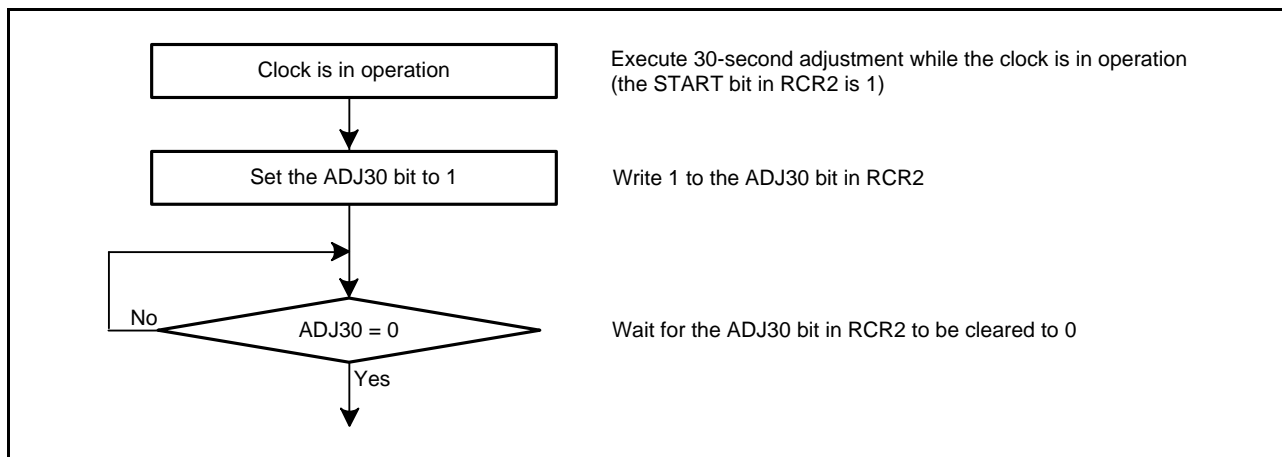 Clock is in operation
Execute 30-second adjustment while the clock is in operation
(the START bit in RCR2 is 1)
Set the ADJ30 bit to 1
Write 1 to the ADJ30 bit in RCR2
No
ADJ30 = 0
Wait for the ADJ30 bit in RCR2 to be cleared to 0
Yes